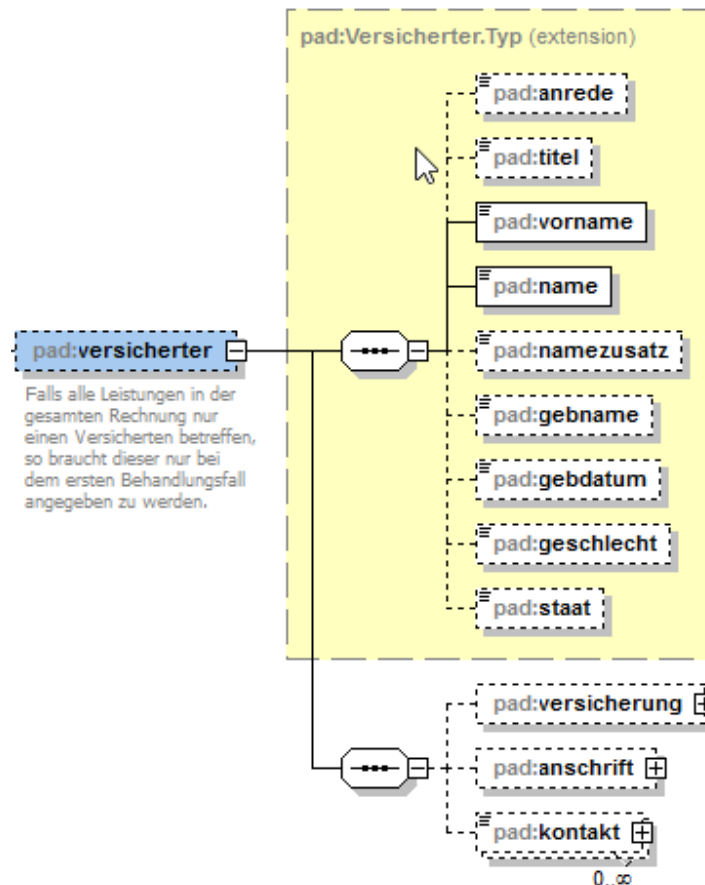 pad:Versicherter.Typ (extension)
pad:anrede
pad:titel
pad:vorname
pad:name
pad:versicherter
pad:namezusatz
Falls alle Leistungen in der
gesamten Rechnung nur
einen Versicherten betreffen,
so braucht dieser nur bei
dem ersten Behandlungsfall
angegeben zu werden.
pad:gebname
pad:gebdatum
pad:geschlecht
pad:staat
pad:versicherung
pad:anschrift
pad:kontakt
0..∞